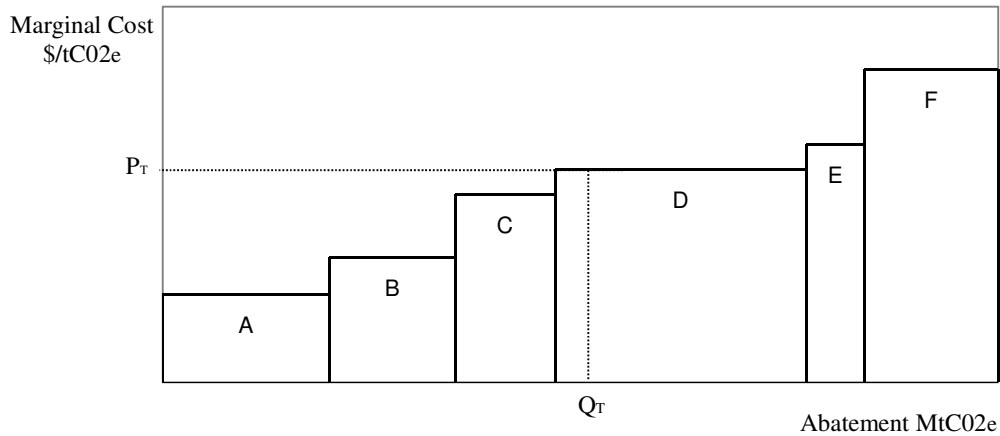 Marginal Cost
$/tC02e
F
PT
E
D
C
B
A
QT
Abatement MtC02e